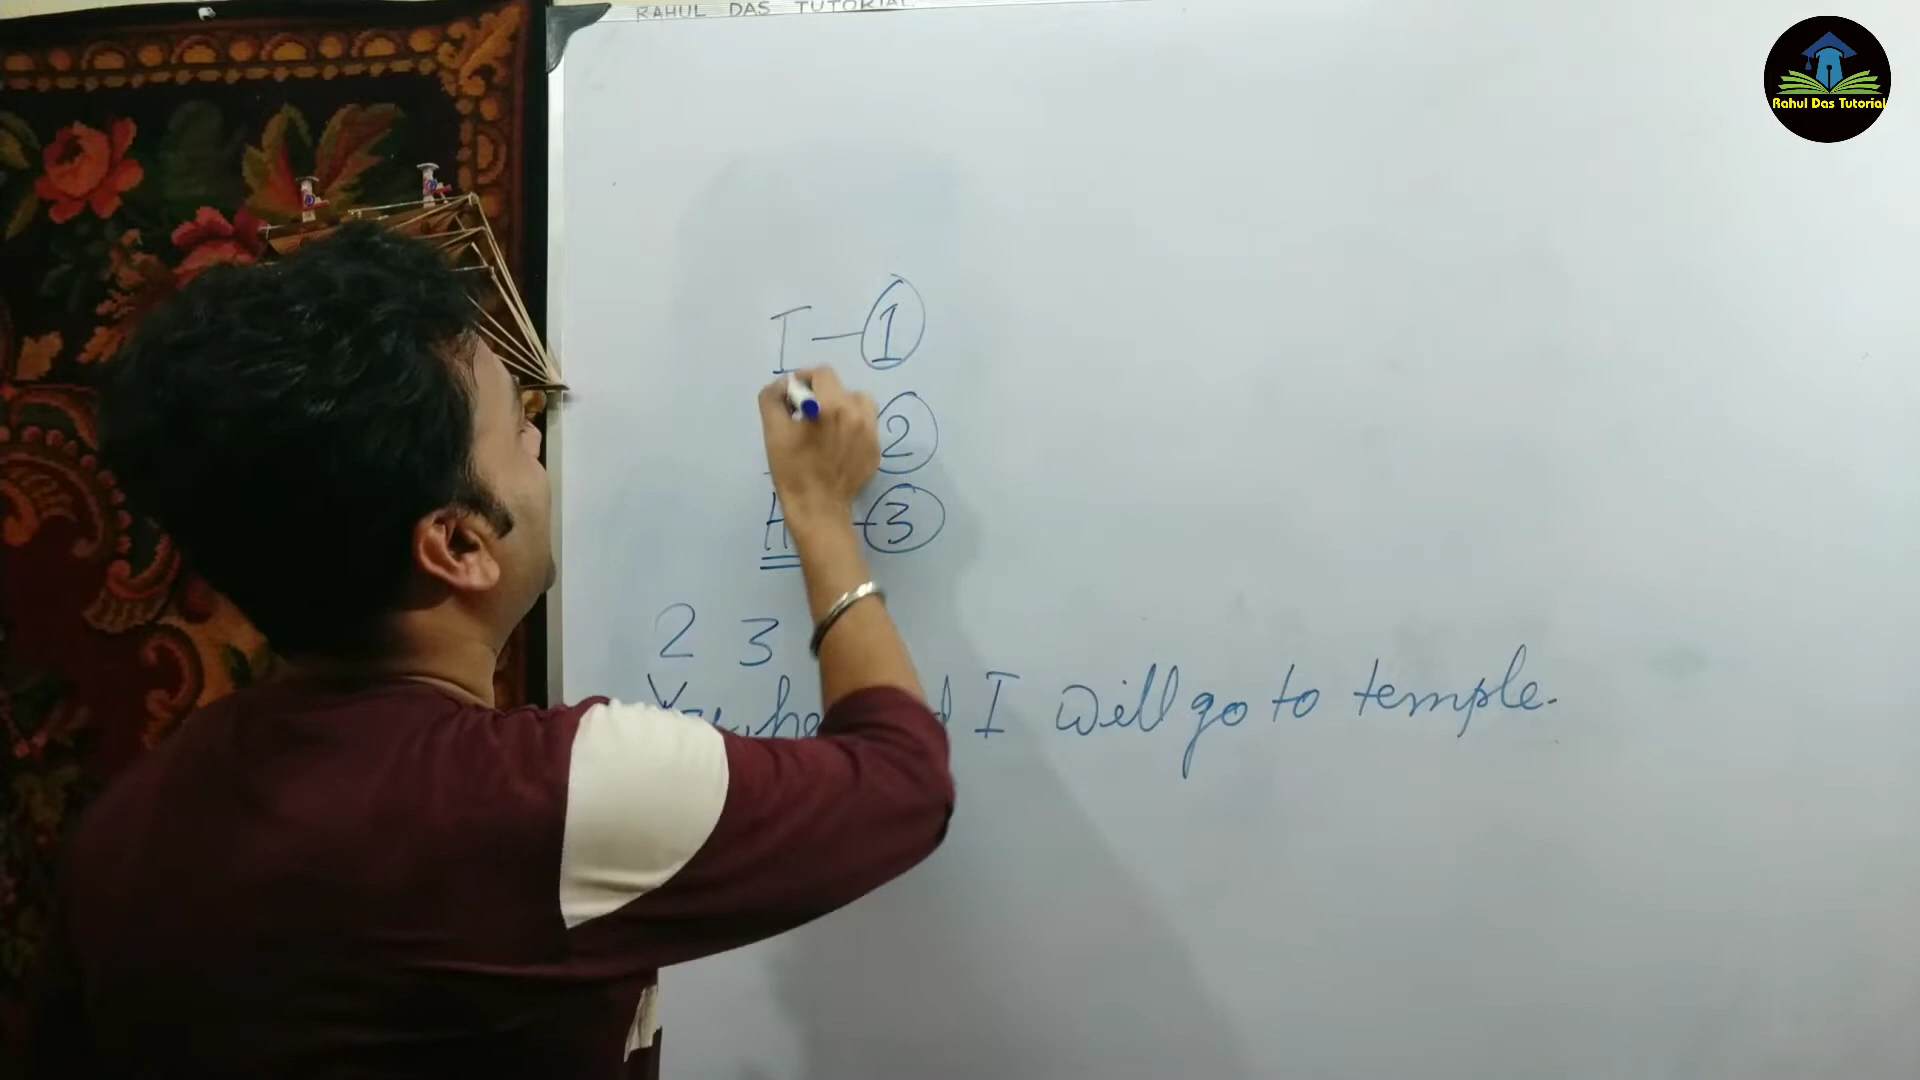 RAHUL DAS TUTORIAL
Rahul Das Tutorial
I — 1
2
H — 3
2 3
I will go to temple.